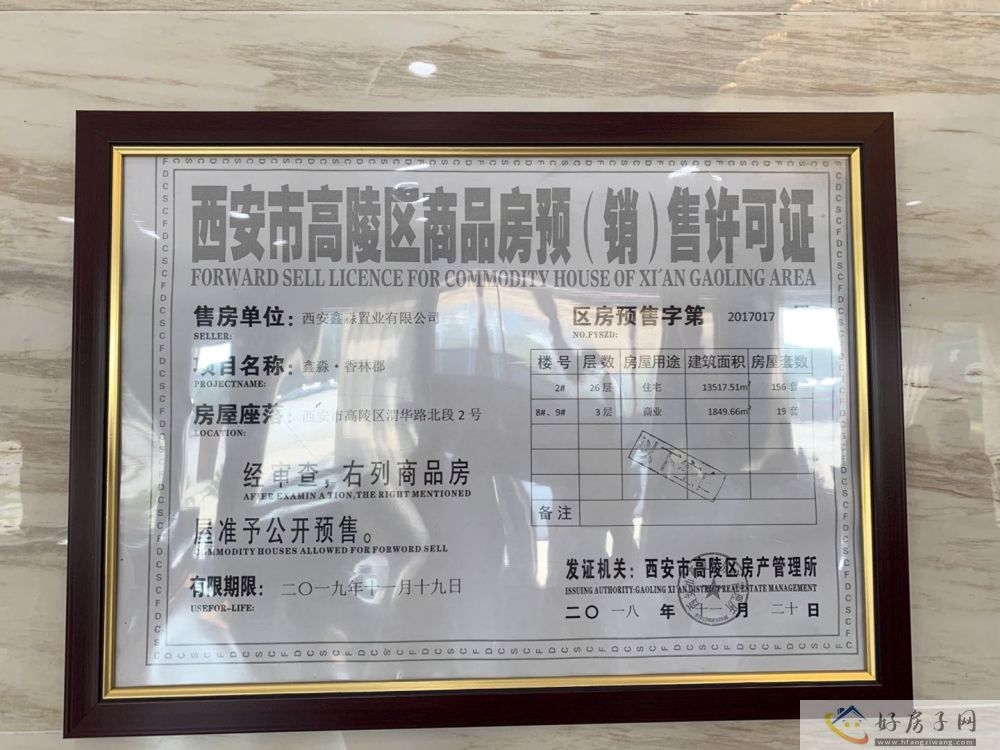 西安市高陵区商品房预（销）售许可证
FORWARD SELL LICENCE FOR COMMODITY HOUSE OF XI'AN GAOLING AREA
售房单位：西安鑫淼置业有限公司
SELLER:
项目名称：鑫淼·香林郡
PROJECTNAME:
房屋座落：西安市高陵区渭华路北段2号
LOCATION:
经审查，右列商品房
AFTER EXAMINATION, THE RIGHT MENTIONED
屋准予公开预售。
COMMODITY HOUSES ALLOWED FOR FORWORD SELL
有限期限：二〇一九年十一月十九日
USEFOR-LIFE:
区房预售字第 2017017
NO.FYSZD:
楼号 层数 房屋用途 建筑面积 房屋套数
2# 26层 住宅 13517.51m² 156套
8#、9# 3层 商业 1849.66m² 19套
备注
发证机关：西安市高陵区房产管理所
ISSUING AUTHORITY:GAOLING XI'AN DISTRICT REAL ESTATE MANAGEMENT
二〇一八年十一月二十日
好房子网
www.hfangziwang.com